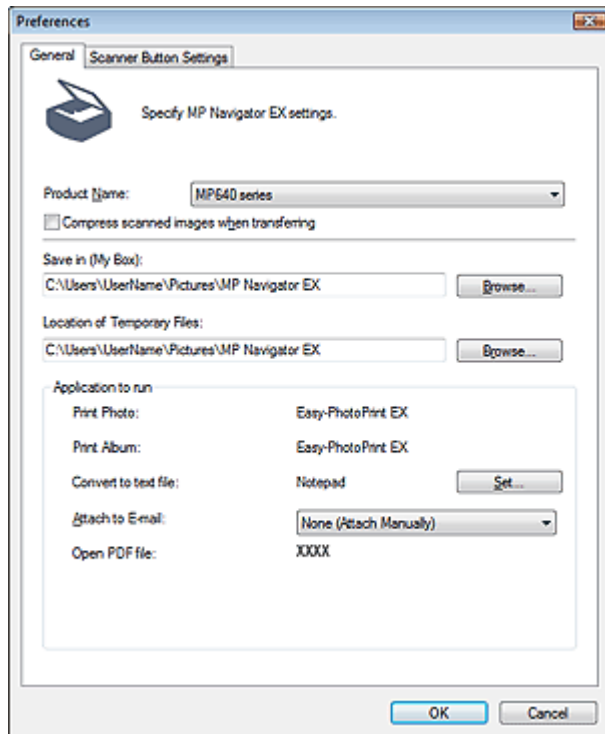 Preferences
General Scanner Button Settings
Specify MP Navigator EX settings.
Product Name: MP640 series
Compress scanned images when transferring
Save in (My Box):
C:\Users\UserName\Pictures\MP Navigator EX Browse...
Location of Temporary Files:
C:\Users\UserName\Pictures\MP Navigator EX Browse...
Application to run
Print Photo: Easy-PhotoPrint EX
Print Album: Easy-PhotoPrint EX
Convert to text file: Notepad Set...
Attach to E-mail: None (Attach Manually)
Open PDF file: XXXX
OK Cancel